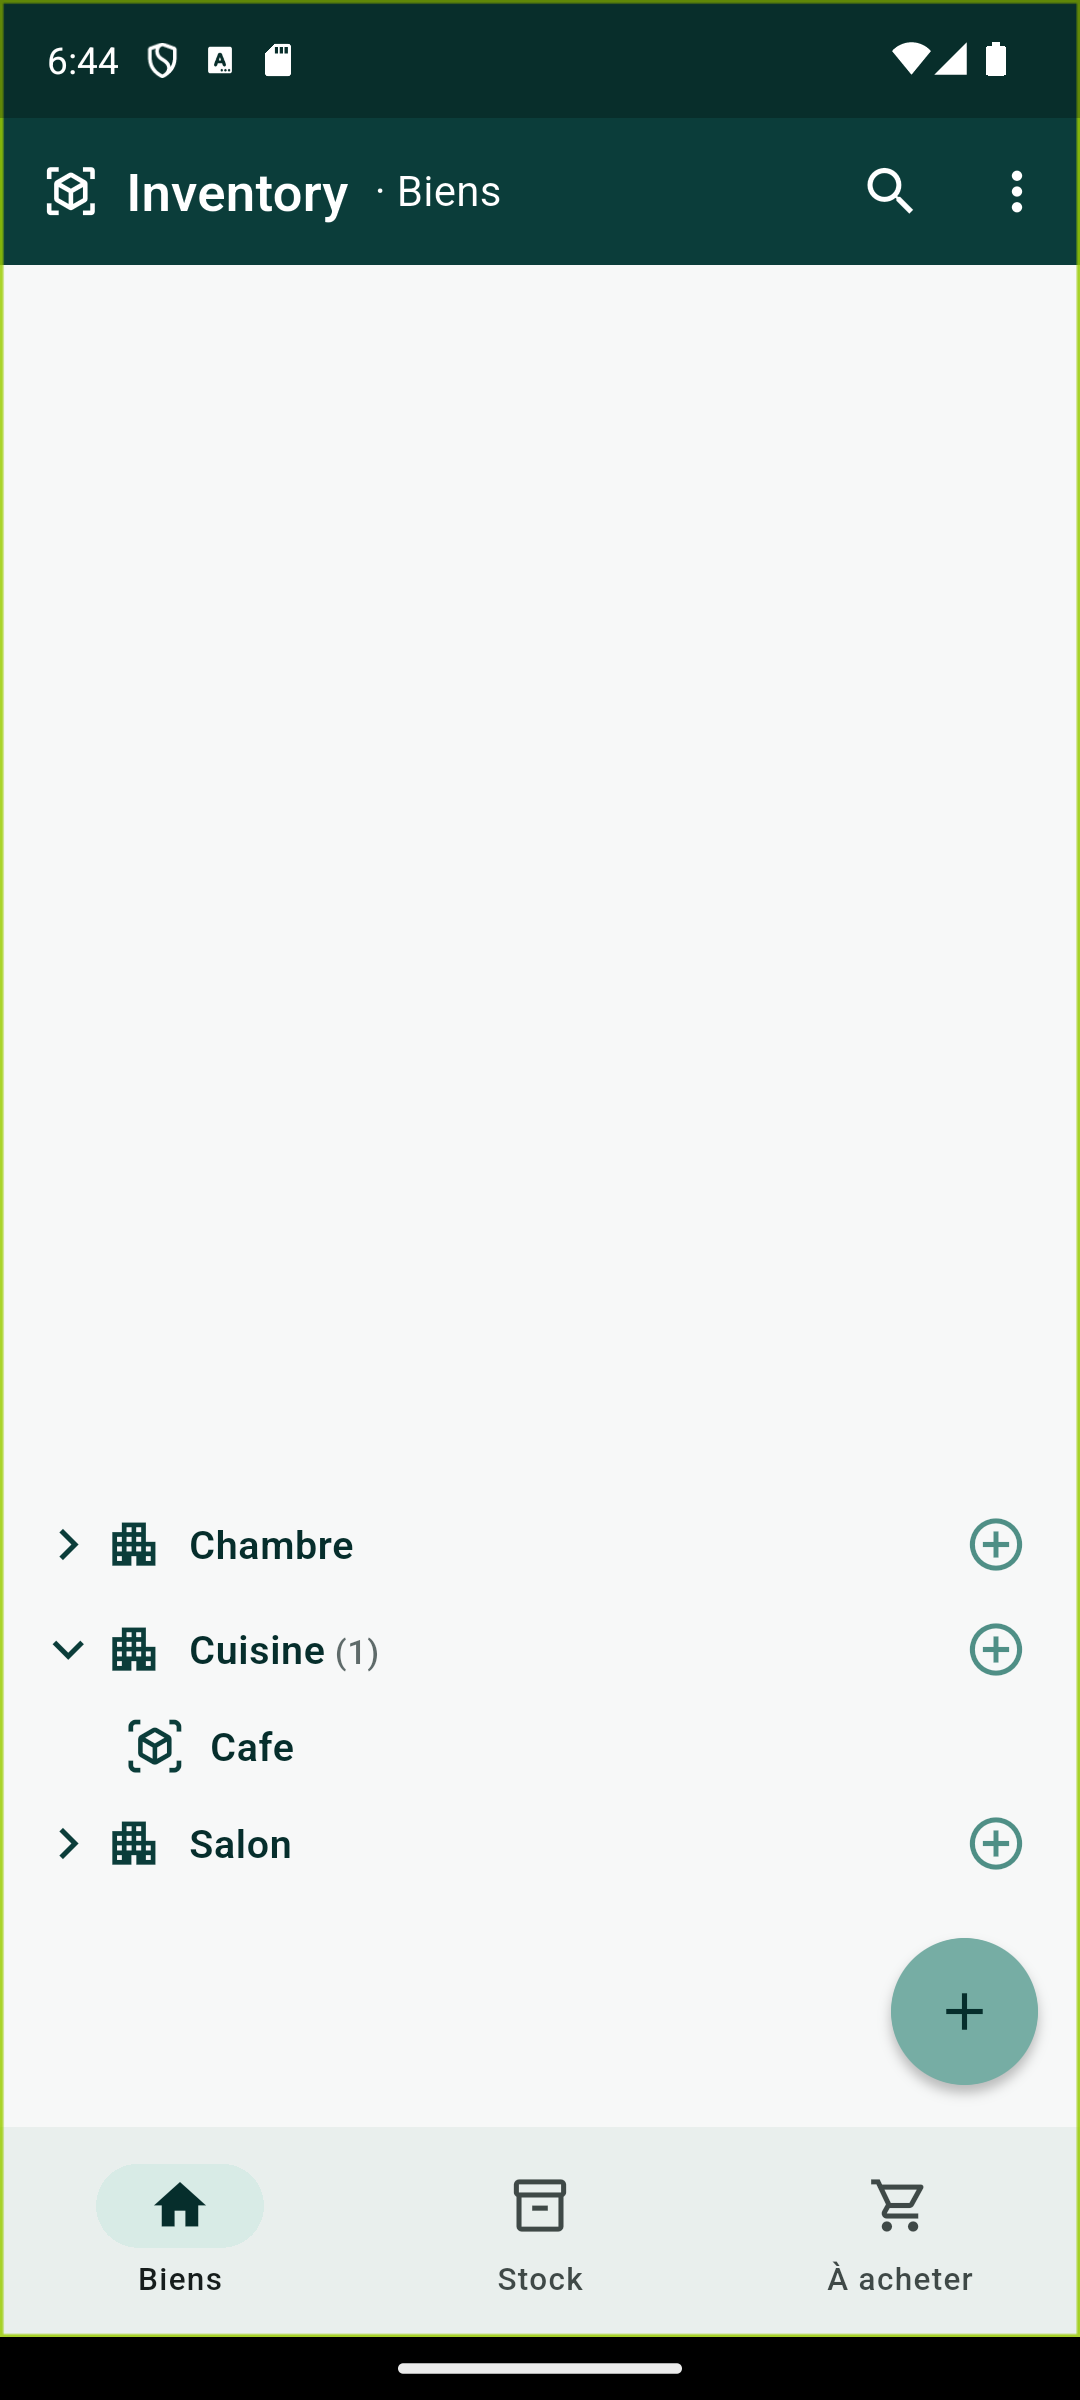 6:44
Inventory · Biens
Chambre
Cuisine (1)
Cafe
Salon
Biens
Stock
À acheter